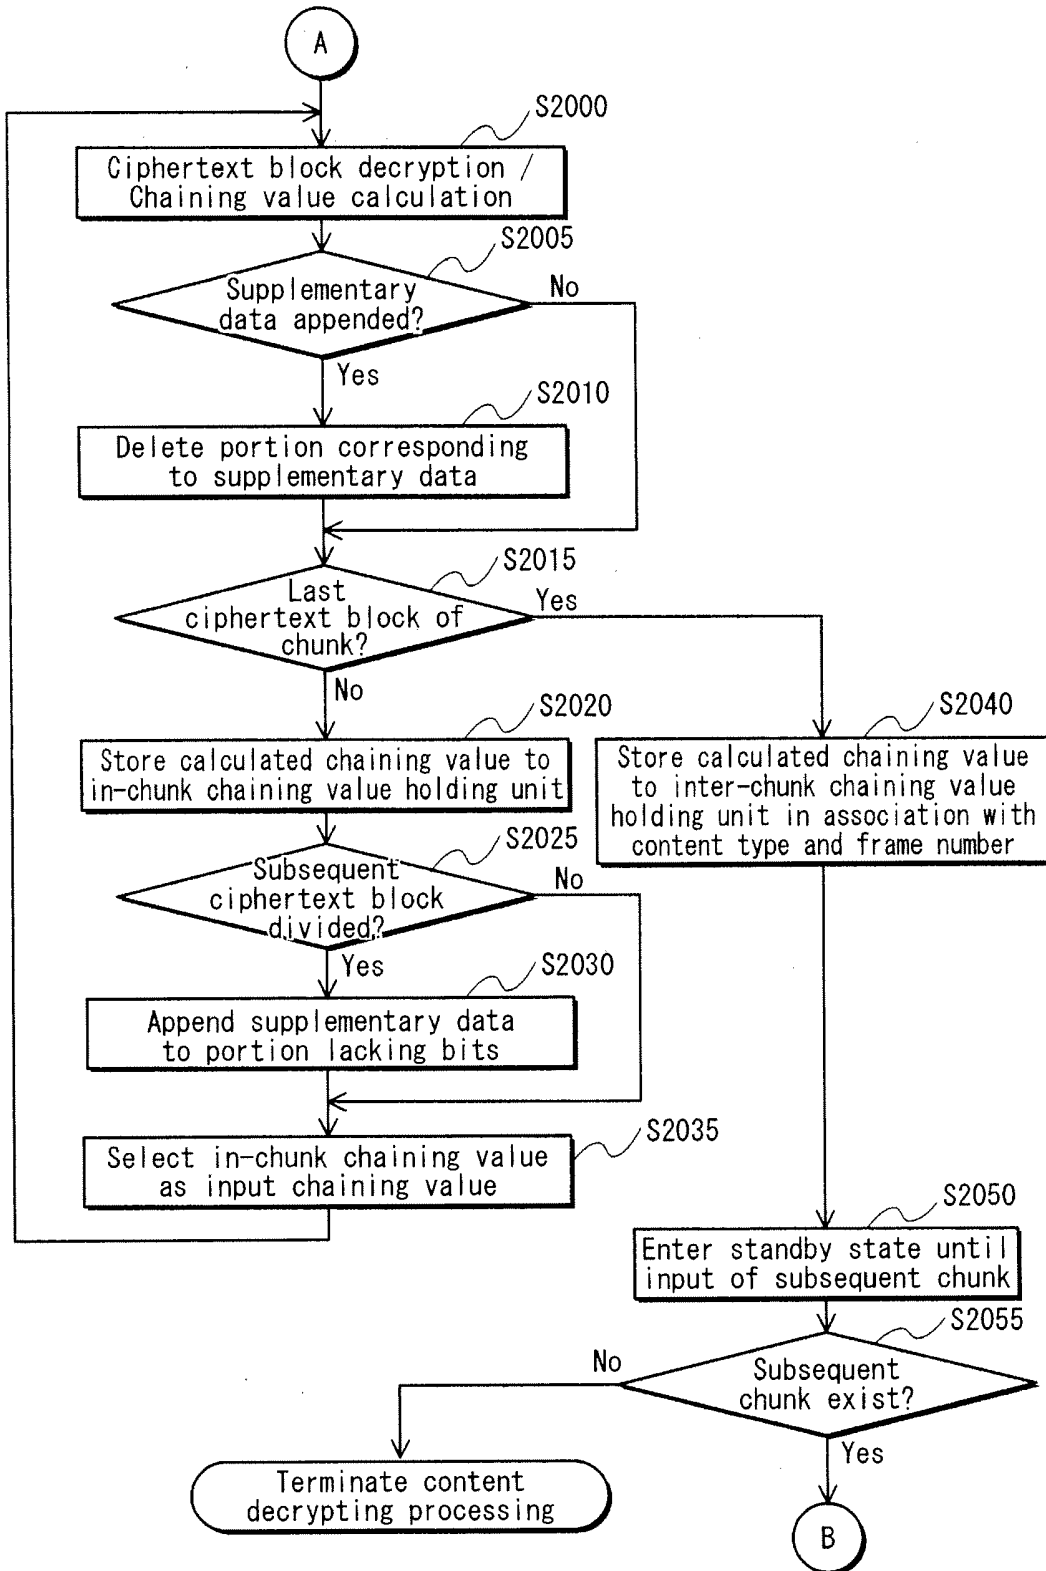 A
S2000
Ciphertext block decryption /
Chaining value calculation
S2005
Supplementary
data appended?
No
Yes
S2010
Delete portion corresponding
to supplementary data
S2015
Last
ciphertext block of
chunk?
Yes
No
S2020
Store calculated chaining value to
in-chunk chaining value holding unit
S2040
Store calculated chaining value
to inter-chunk chaining value
holding unit in association with
content type and frame number
S2025
Subsequent
ciphertext block
divided?
No
Yes
S2030
Append supplementary data
to portion lacking bits
S2035
Select in-chunk chaining value
as input chaining value
S2050
Enter standby state until
input of subsequent chunk
S2055
Subsequent
chunk exist?
No
Yes
Terminate content
decrypting processing
B